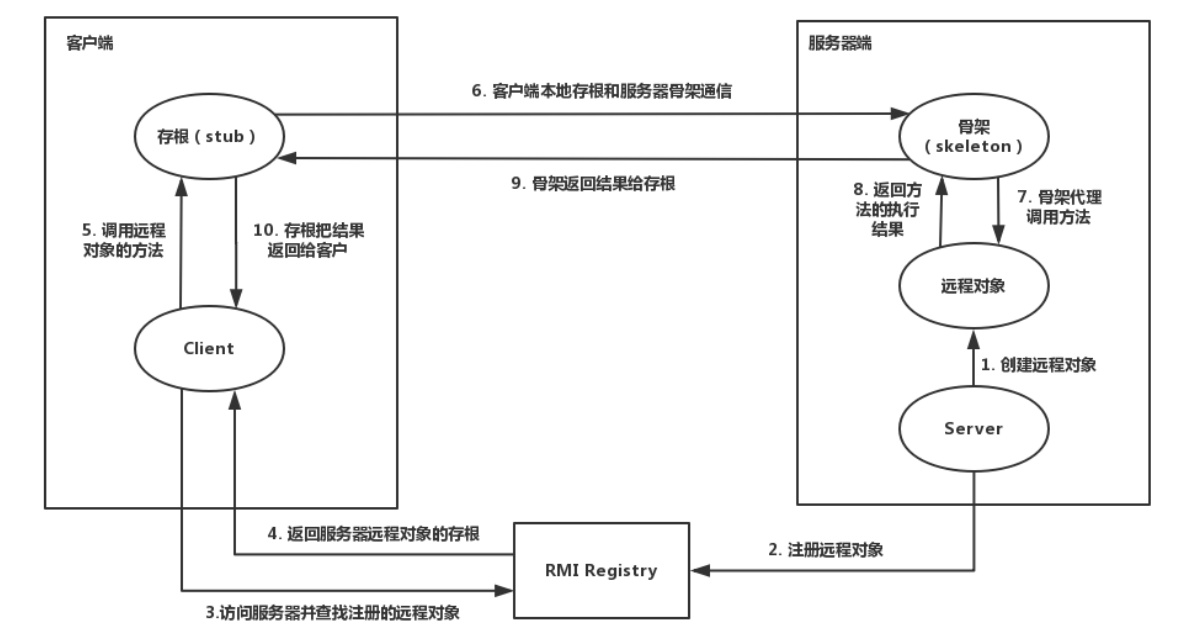 客户端
服务器端
6. 客户端本地存根和服务器骨架通信
存根（stub）
骨架
（skeleton）
9. 骨架返回结果给存根
5. 调用远程
对象的方法
10. 存根把结果
返回给客户
8. 返回方
法的执行
结果
7. 骨架代理
调用方法
远程对象
Client
1. 创建远程对象
Server
4. 返回服务器远程对象的存根
2. 注册远程对象
RMI Registry
3.访问服务器并查找注册的远程对象